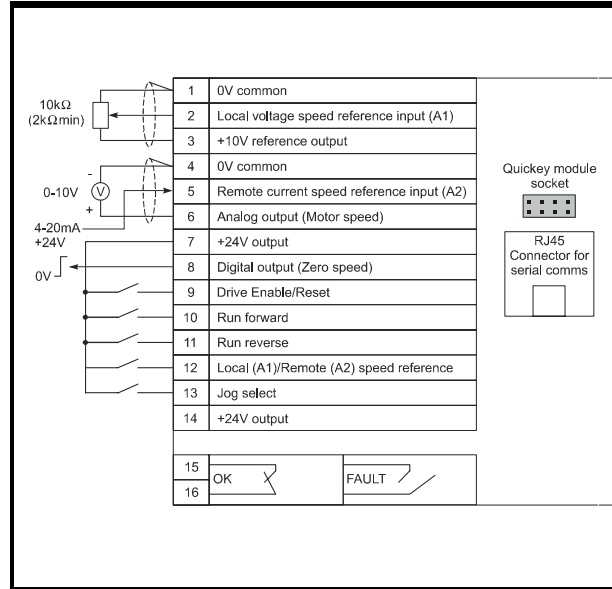 10kΩ
(2kΩmin)
0-10V
-
V
+
4-20mA
+24V
0V
1 0V common
2 Local voltage speed reference input (A1)
3 +10V reference output
4 0V common
5 Remote current speed reference input (A2)
6 Analog output (Motor speed)
7 +24V output
8 Digital output (Zero speed)
9 Drive Enable/Reset
10 Run forward
11 Run reverse
12 Local (A1)/Remote (A2) speed reference
13 Jog select
14 +24V output
15
16
OK
FAULT
Quickey module
socket
RJ45
Connector for
serial comms